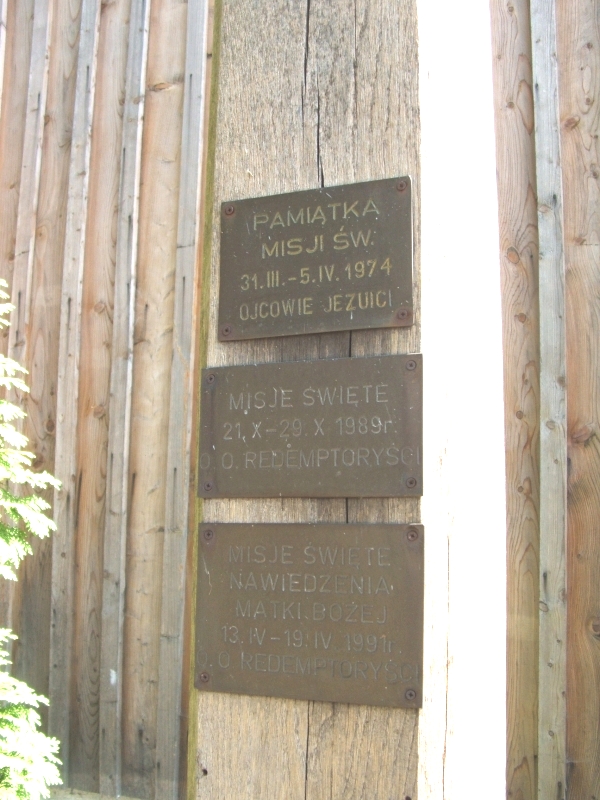 PAMIĄTKA
MISJI ŚW.
31.III.-5.IV.1974
OJCOWIE JEZUICI
MISJE ŚWIĘTE
21.X-29.X 1989r.
O.O.REDEMPTORYŚCI
MISJE ŚWIĘTE
NAWIEDZENIA
MATKI BOŻEJ
13.IV-19.IV 1991r.
O.O.REDEMPTORYŚCI